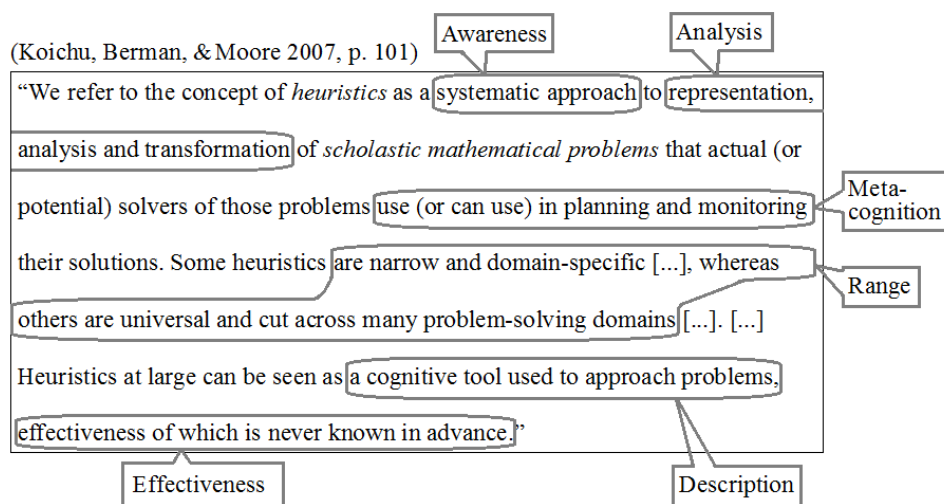 Awareness
Analysis
(Koichu, Berman, & Moore 2007, p. 101)
“We refer to the concept of heuristics as a systematic approach to representation,
analysis and transformation of scholastic mathematical problems that actual (or
potential) solvers of those problems use (or can use) in planning and monitoring
Meta-
cognition
their solutions. Some heuristics are narrow and domain-specific [...], whereas
Range
others are universal and cut across many problem-solving domains [...]. [...]
Heuristics at large can be seen as a cognitive tool used to approach problems,
effectiveness of which is never known in advance.”
Effectiveness
Description